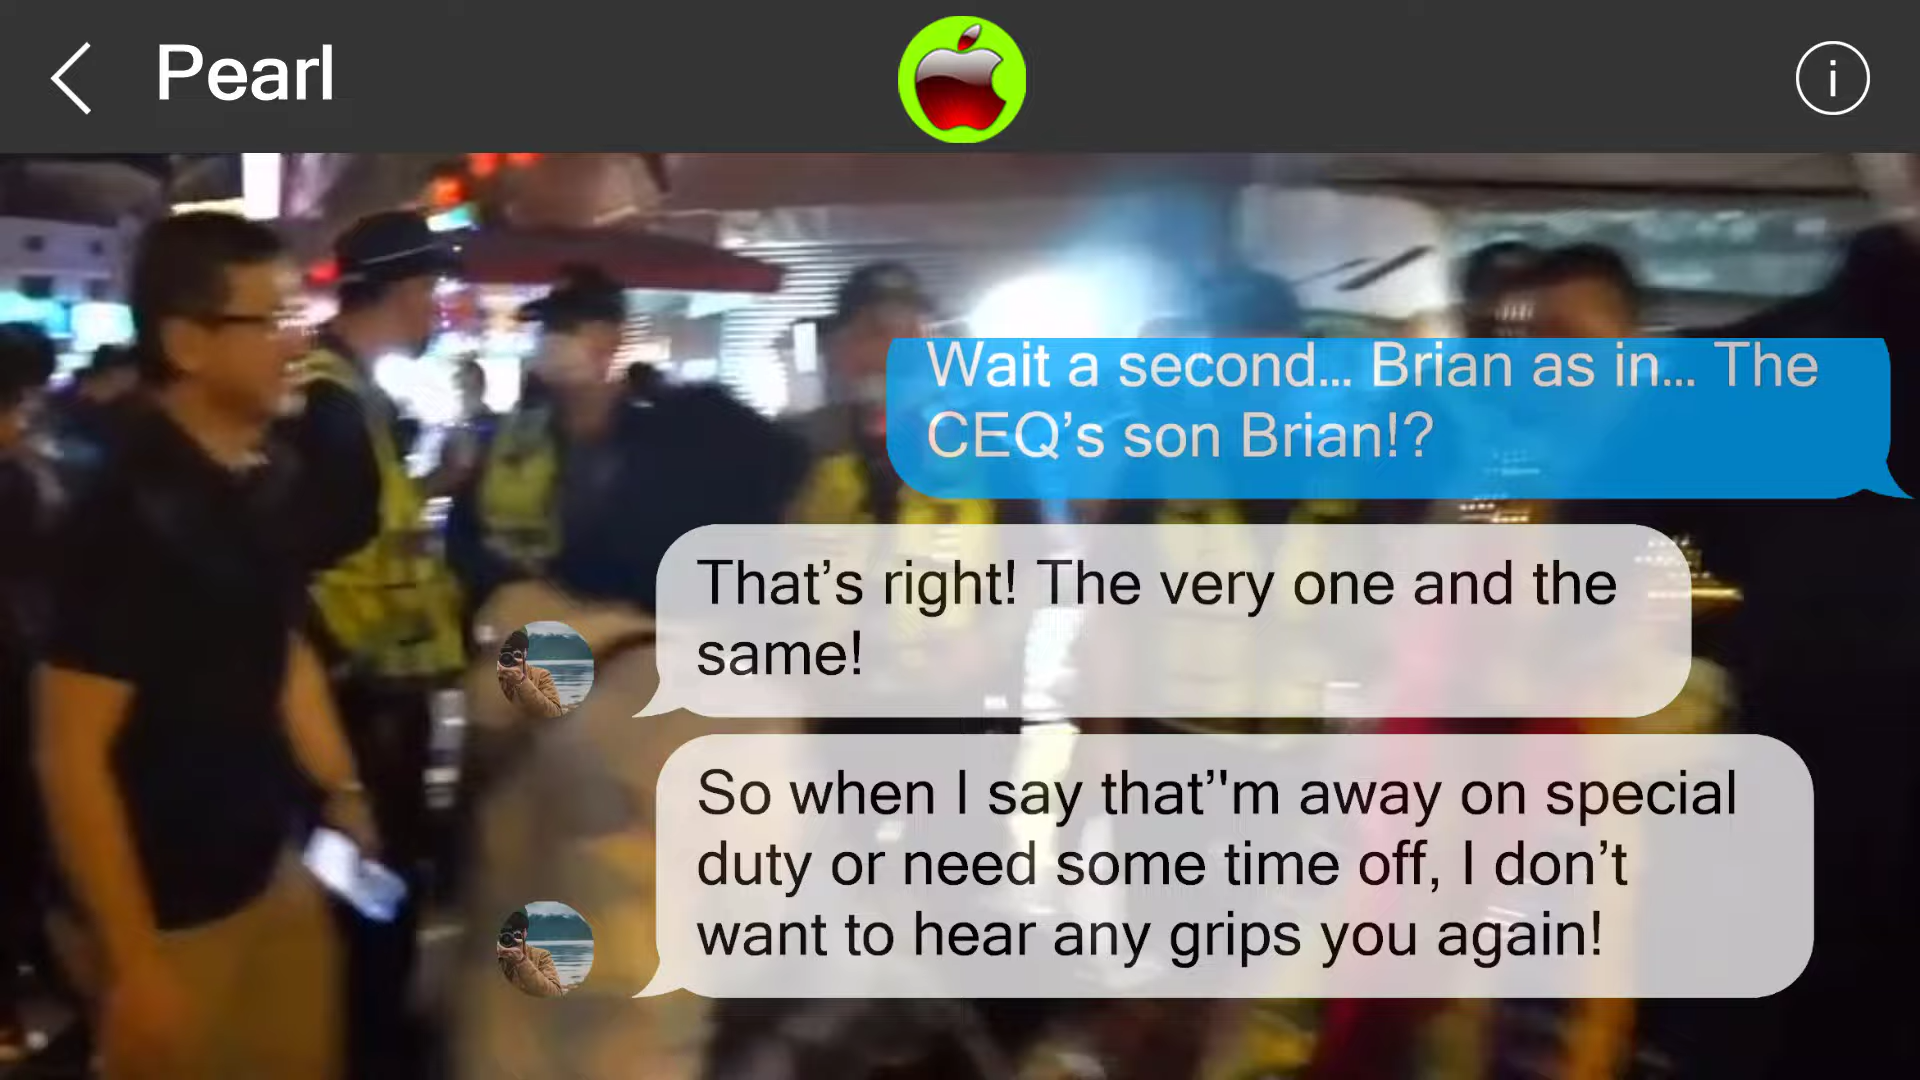 Pearl
i
Wait a second... Brian as in... The
CEQ’s son Brian!?
That’s right! The very one and the
same!
So when I say that’'m away on special
duty or need some time off, I don’t
want to hear any grips you again!